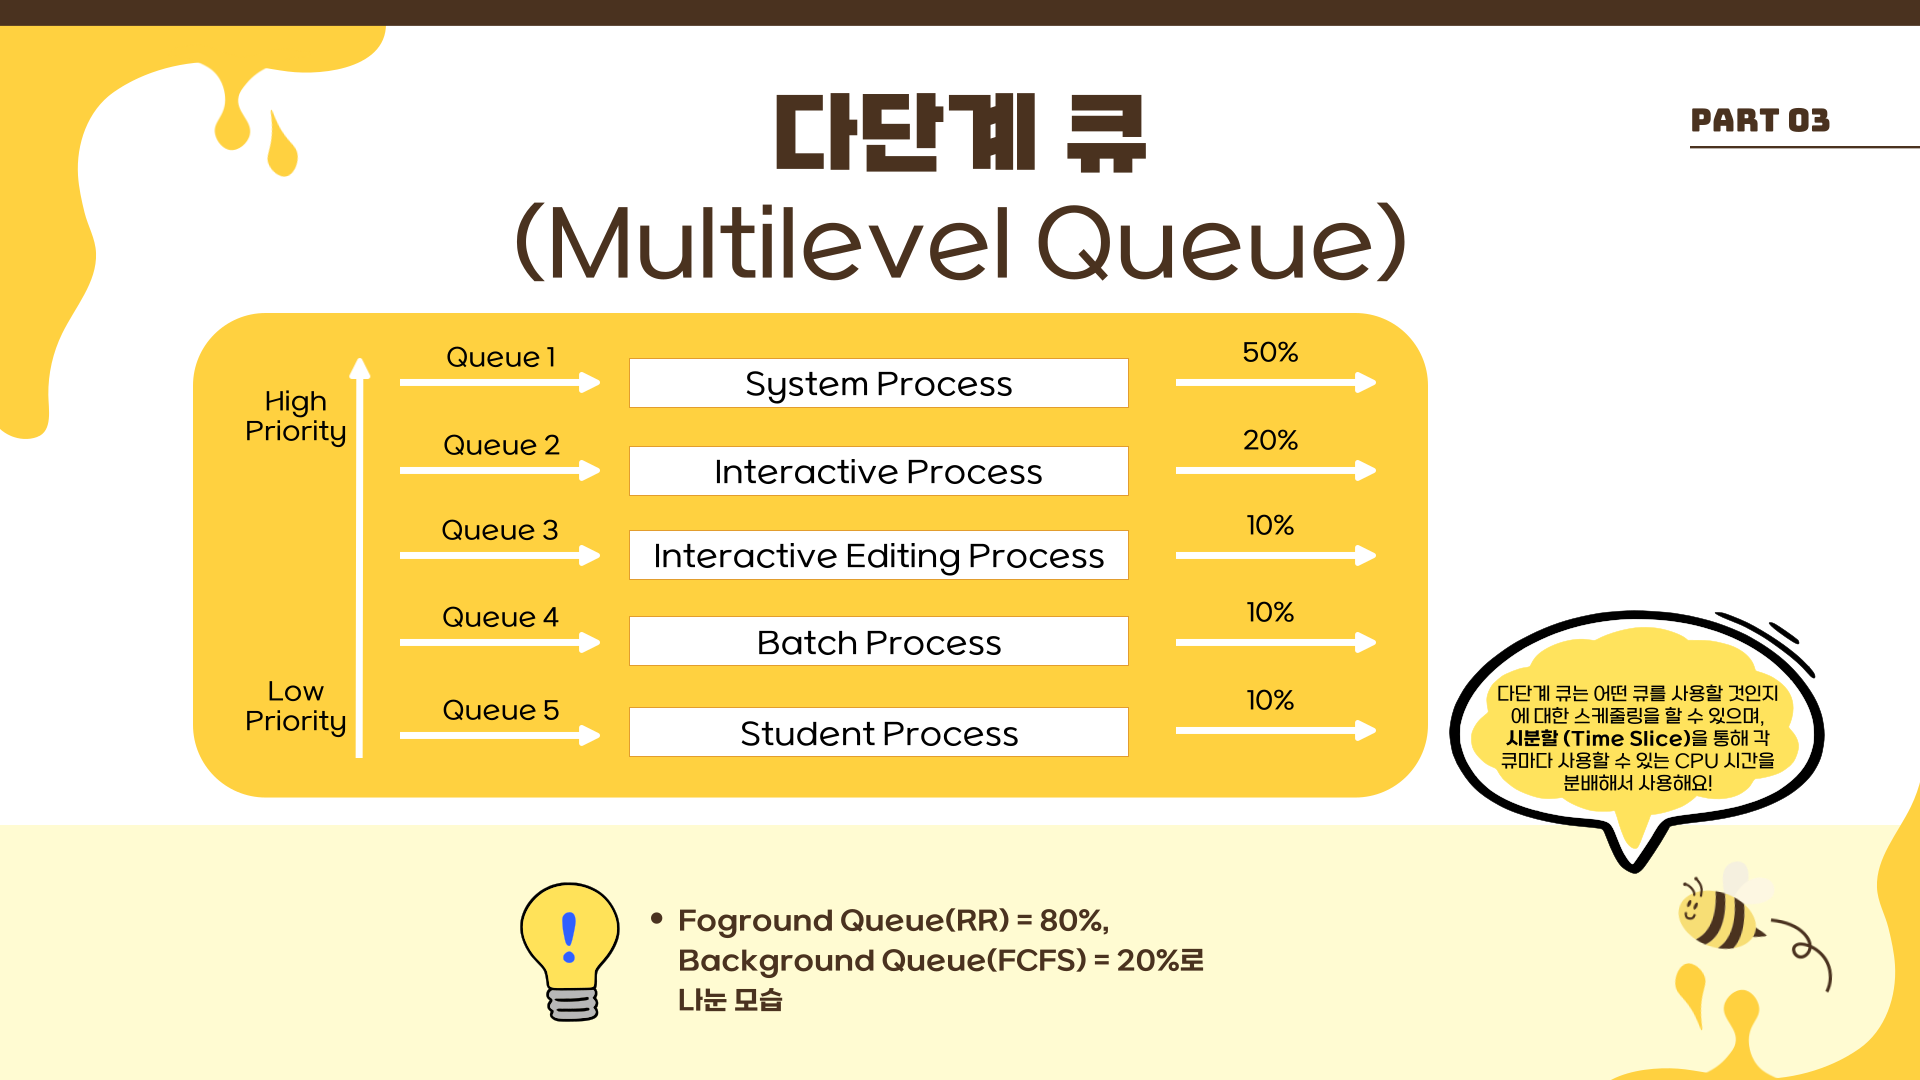 다단계 큐
(Multilevel Queue)
PART 03
High
Priority
Low
Priority
Queue 1
System Process
50%
Queue 2
Interactive Process
20%
Queue 3
Interactive Editing Process
10%
Queue 4
Batch Process
10%
Queue 5
Student Process
10%
다단계 큐는 어떤 큐를 사용할 것인지
에 대한 스케줄링을 할 수 있으며,
시분할 (Time Slice)을 통해 각
큐마다 사용할 수 있는 CPU 시간을
분배해서 사용해요!
• Foground Queue(RR) = 80%,
Background Queue(FCFS) = 20%로
나눈 모습